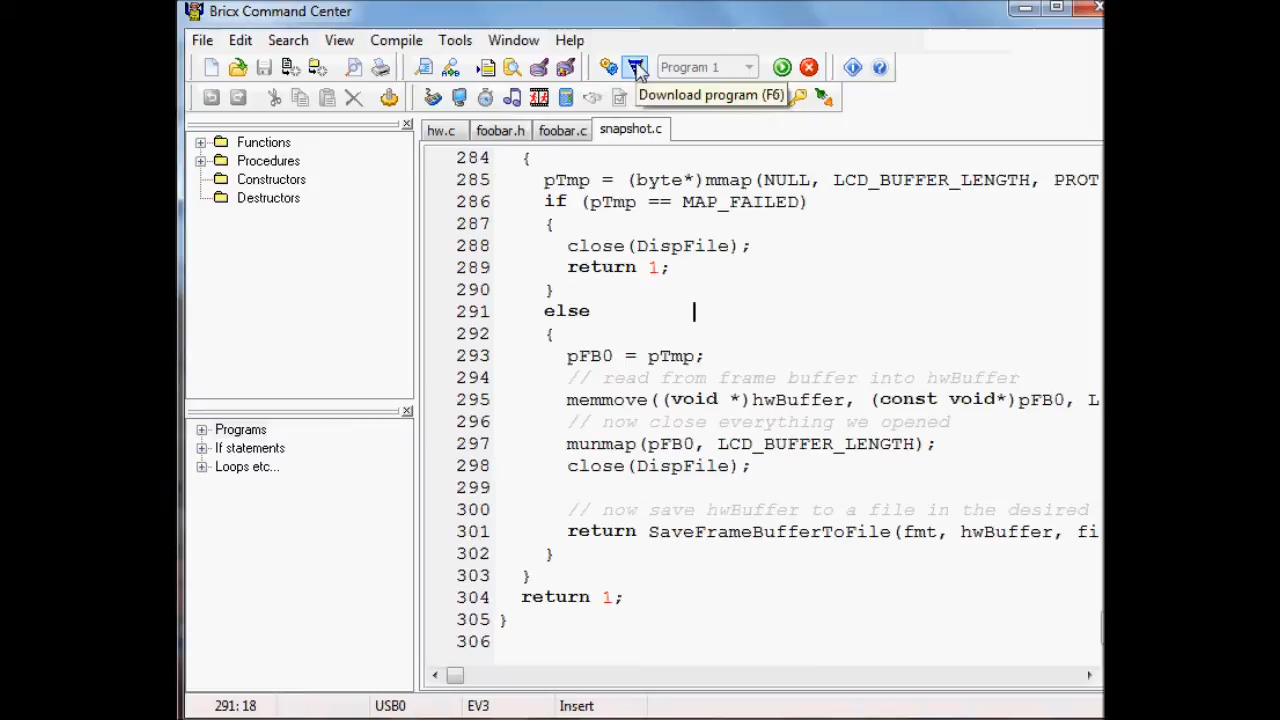 Bricx Command Center
File Edit Search View Compile Tools Window Help
Program 1
Download program (F6)
hw.c foobar.h foobar.c snapshot.c
Functions
Procedures
Constructors
Destructors
Programs
If statements
Loops etc...
284 {
285 pTmp = (byte*)mmap(NULL, LCD_BUFFER_LENGTH, PROT
286 if (pTmp == MAP_FAILED)
287 {
288 close(DispFile);
289 return 1;
290 }
291 else
292 {
293 pFB0 = pTmp;
294 // read from frame buffer into hwBuffer
295 memmove((void *)hwBuffer, (const void*)pFB0, L
296 // now close everything we opened
297 munmap(pFB0, LCD_BUFFER_LENGTH);
298 close(DispFile);
299
300 // now save hwBuffer to a file in the desired
301 return SaveFrameBufferToFile(fmt, hwBuffer, fi
302 }
303 }
304 return 1;
305 }
306
291: 18 USB0 EV3 Insert